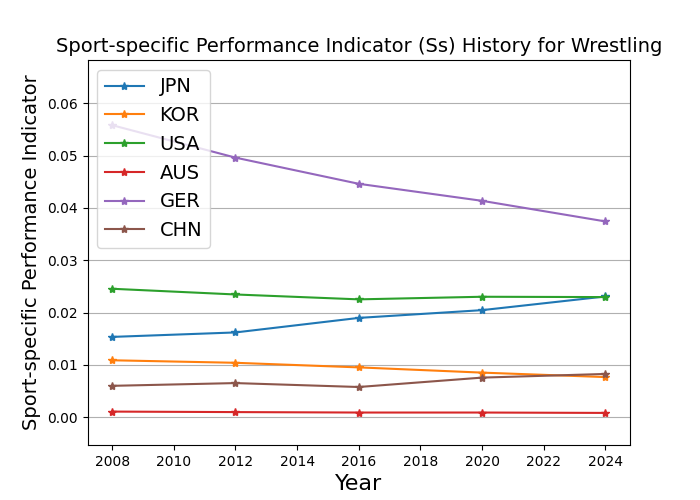 Sport-specific Performance Indicator (Ss) History for Wrestling
Sport-specific Performance Indicator
0.06
0.05
0.04
0.03
0.02
0.01
0.00
JPN
KOR
USA
AUS
GER
CHN
2008 2010 2012 2014 2016 2018 2020 2022 2024
Year